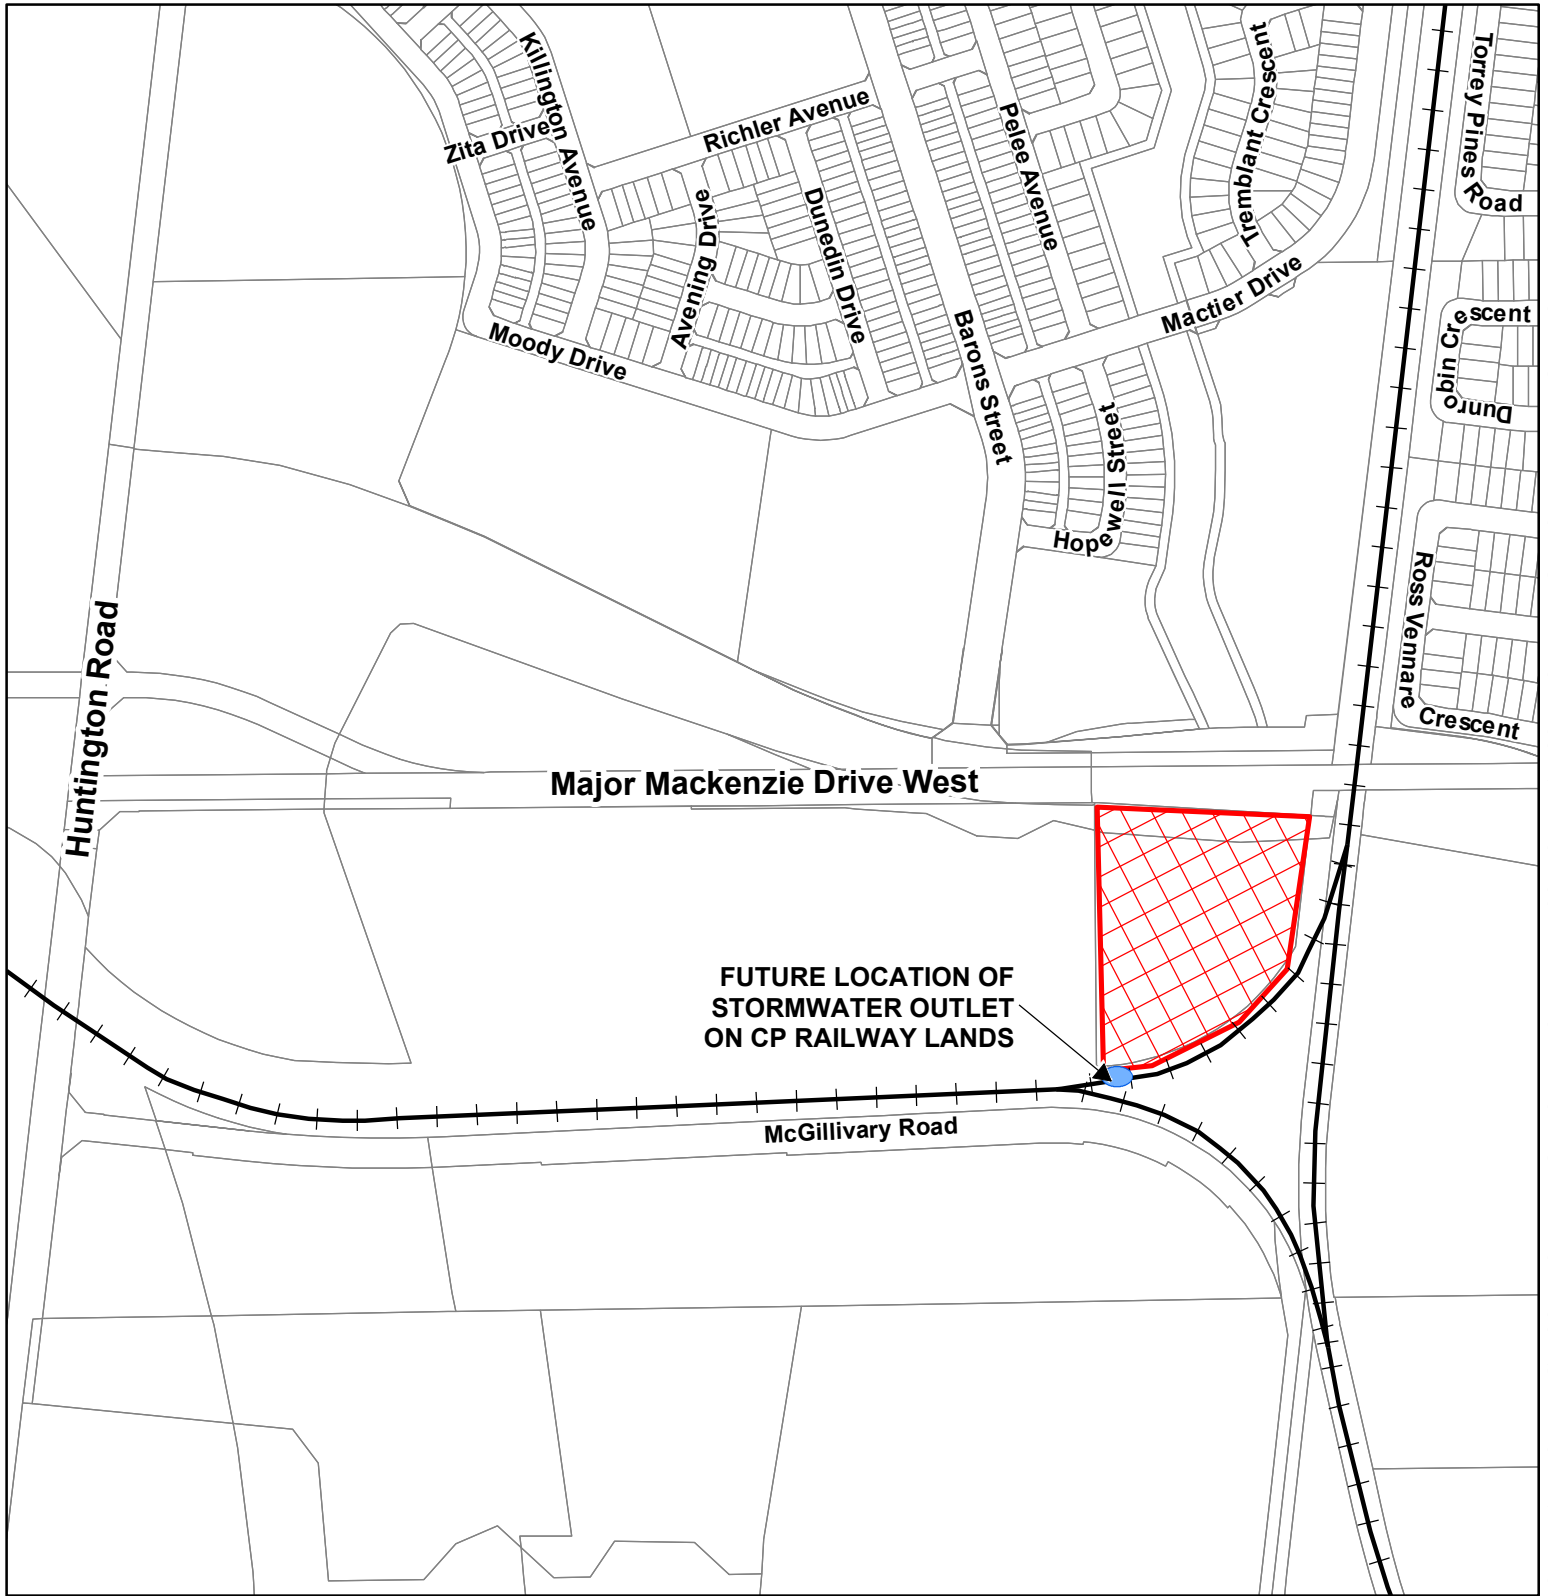 Killington Avenue
Zita Drive
Richler Avenue
Pelee Avenue
Tremblant Crescent
Torrey Pines Road
Avening Drive
Dunedin Drive
Moody Drive
Barons Street
Mactier Drive
Dunrobin Crescent
Hopewell Street
Ross Vennare Crescent
Huntington Road
Major Mackenzie Drive West
FUTURE LOCATION OF
STORMWATER OUTLET
ON CP RAILWAY LANDS
McGillivary Road